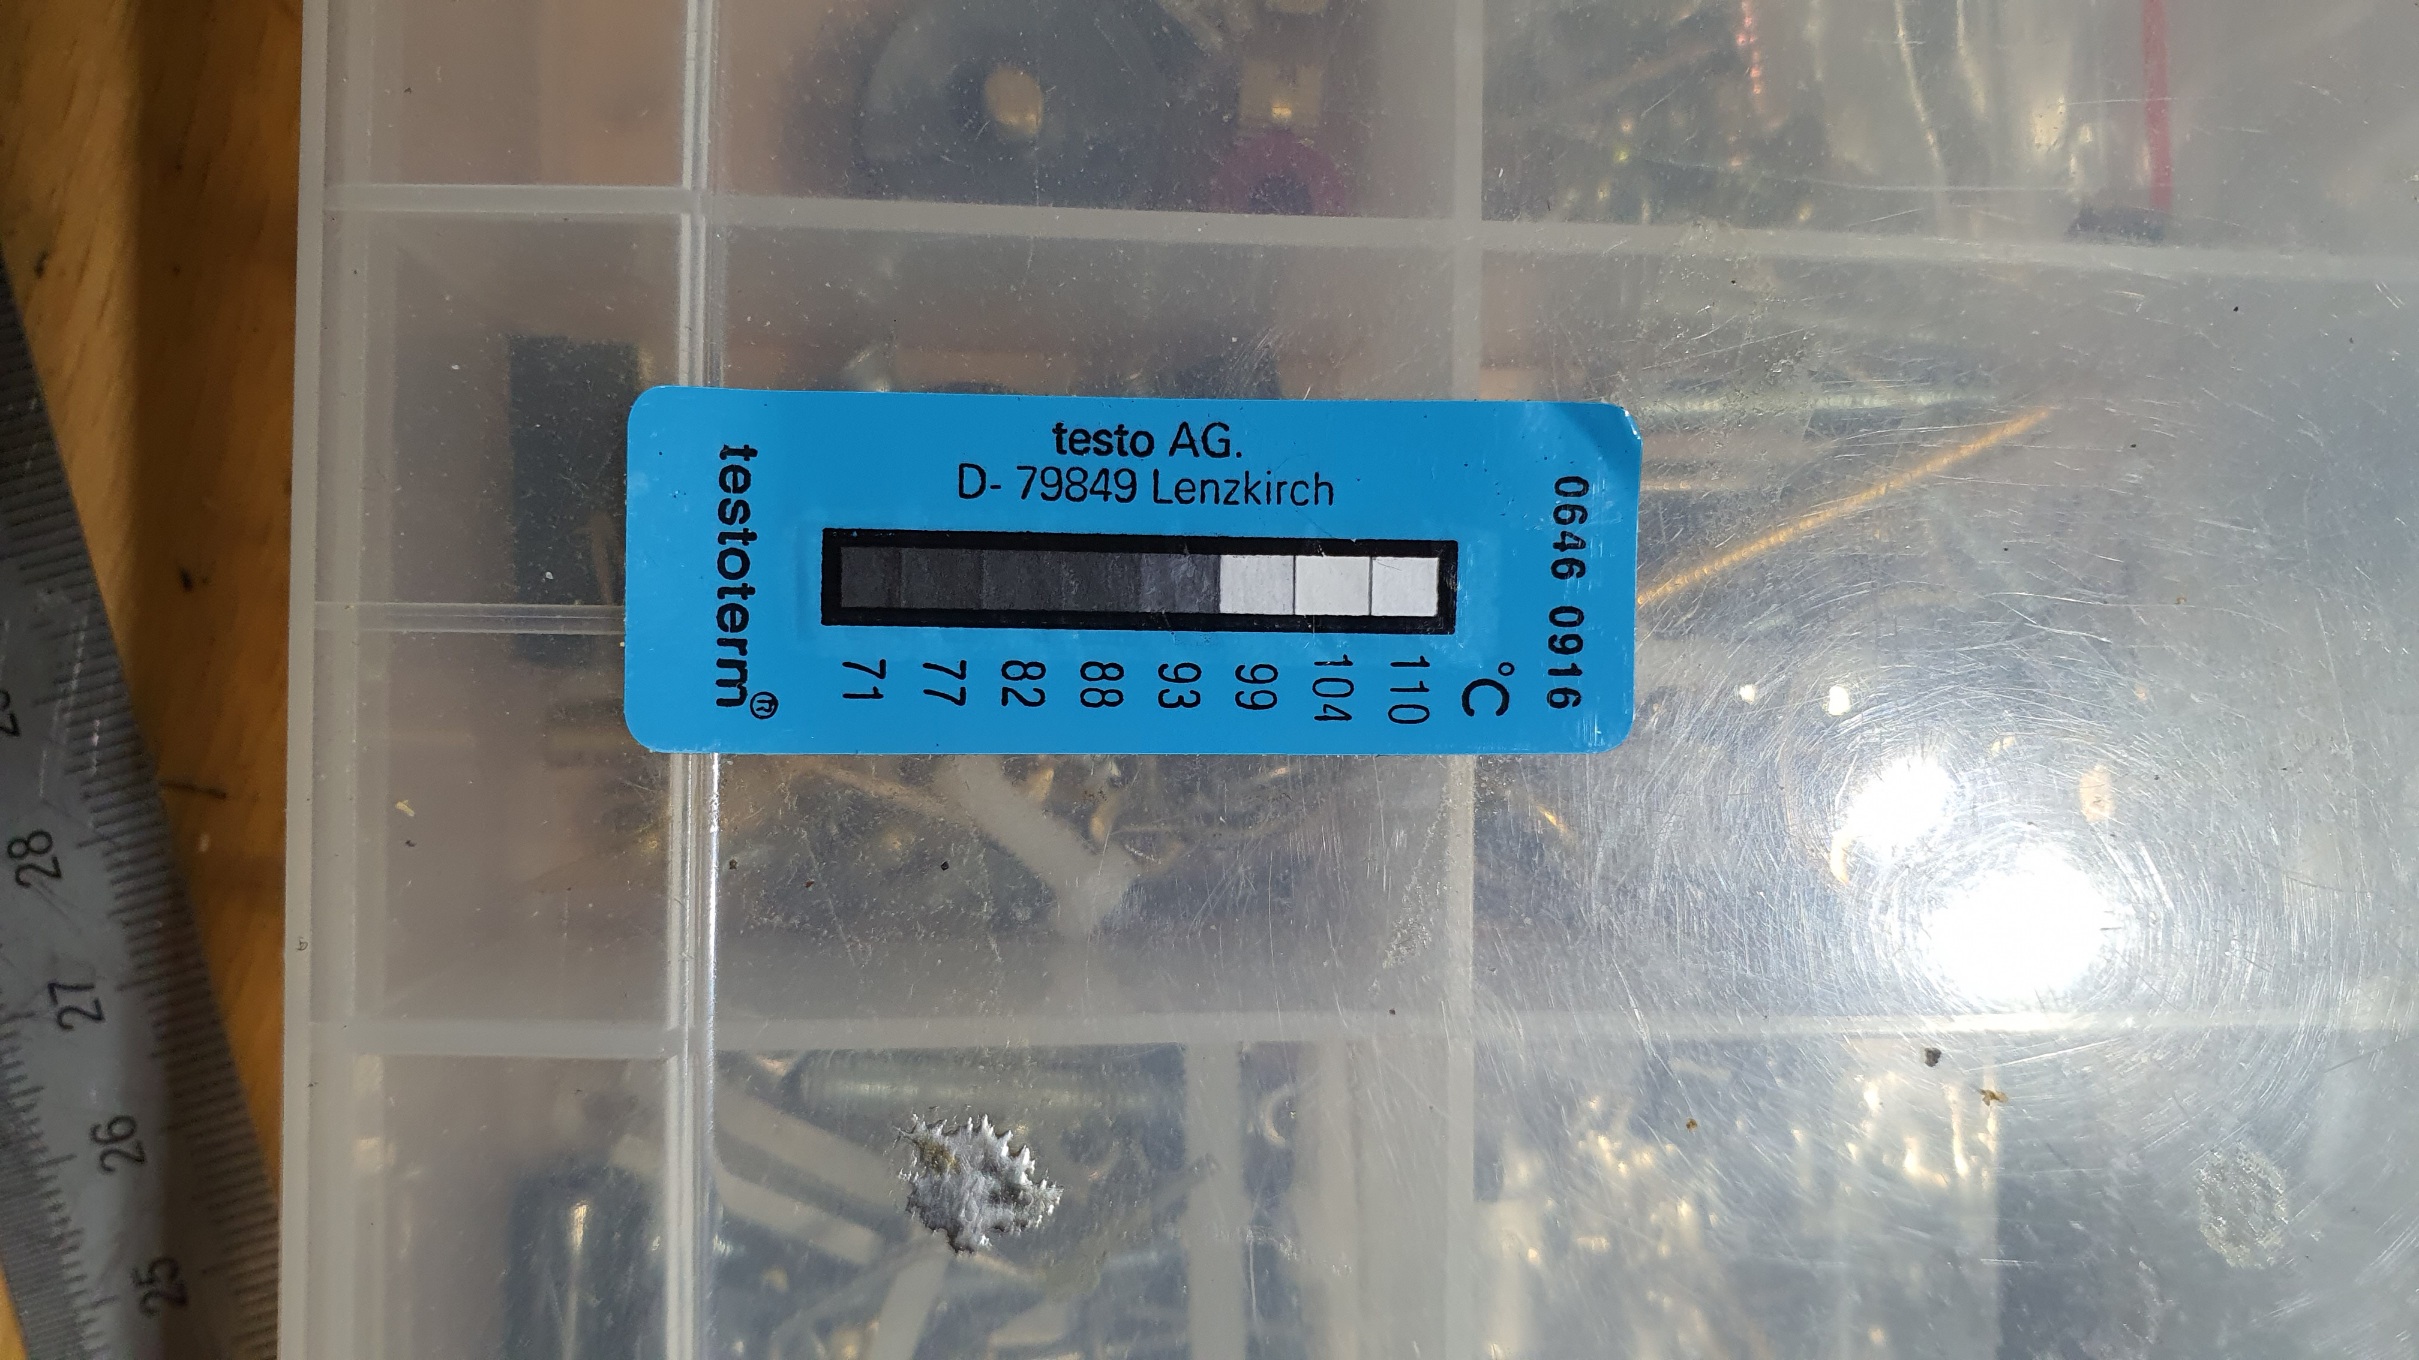 testo AG.
D- 79849 Lenzkirch
testoterm®
71 77 82 88 93 99 104 110 °C
0646 0916
28
27
26
25